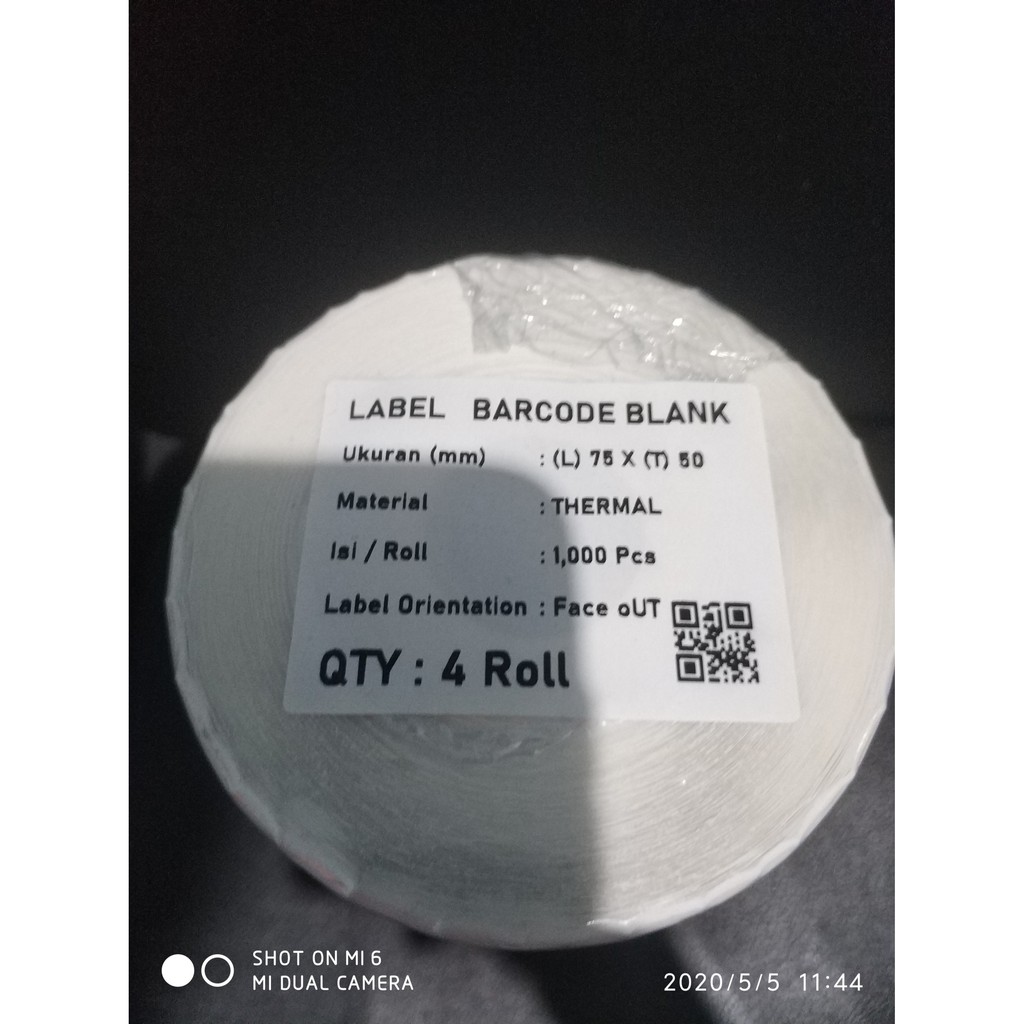 LABEL BARCODE BLANK
Ukuran (mm) : (L) 75 X (T) 50
Material : THERMAL
Isi / Roll : 1,000 Pcs
Label Orientation : Face oUT
QTY : 4 Roll
SHOT ON MI 6
MI DUAL CAMERA
2020/5/5 11:44